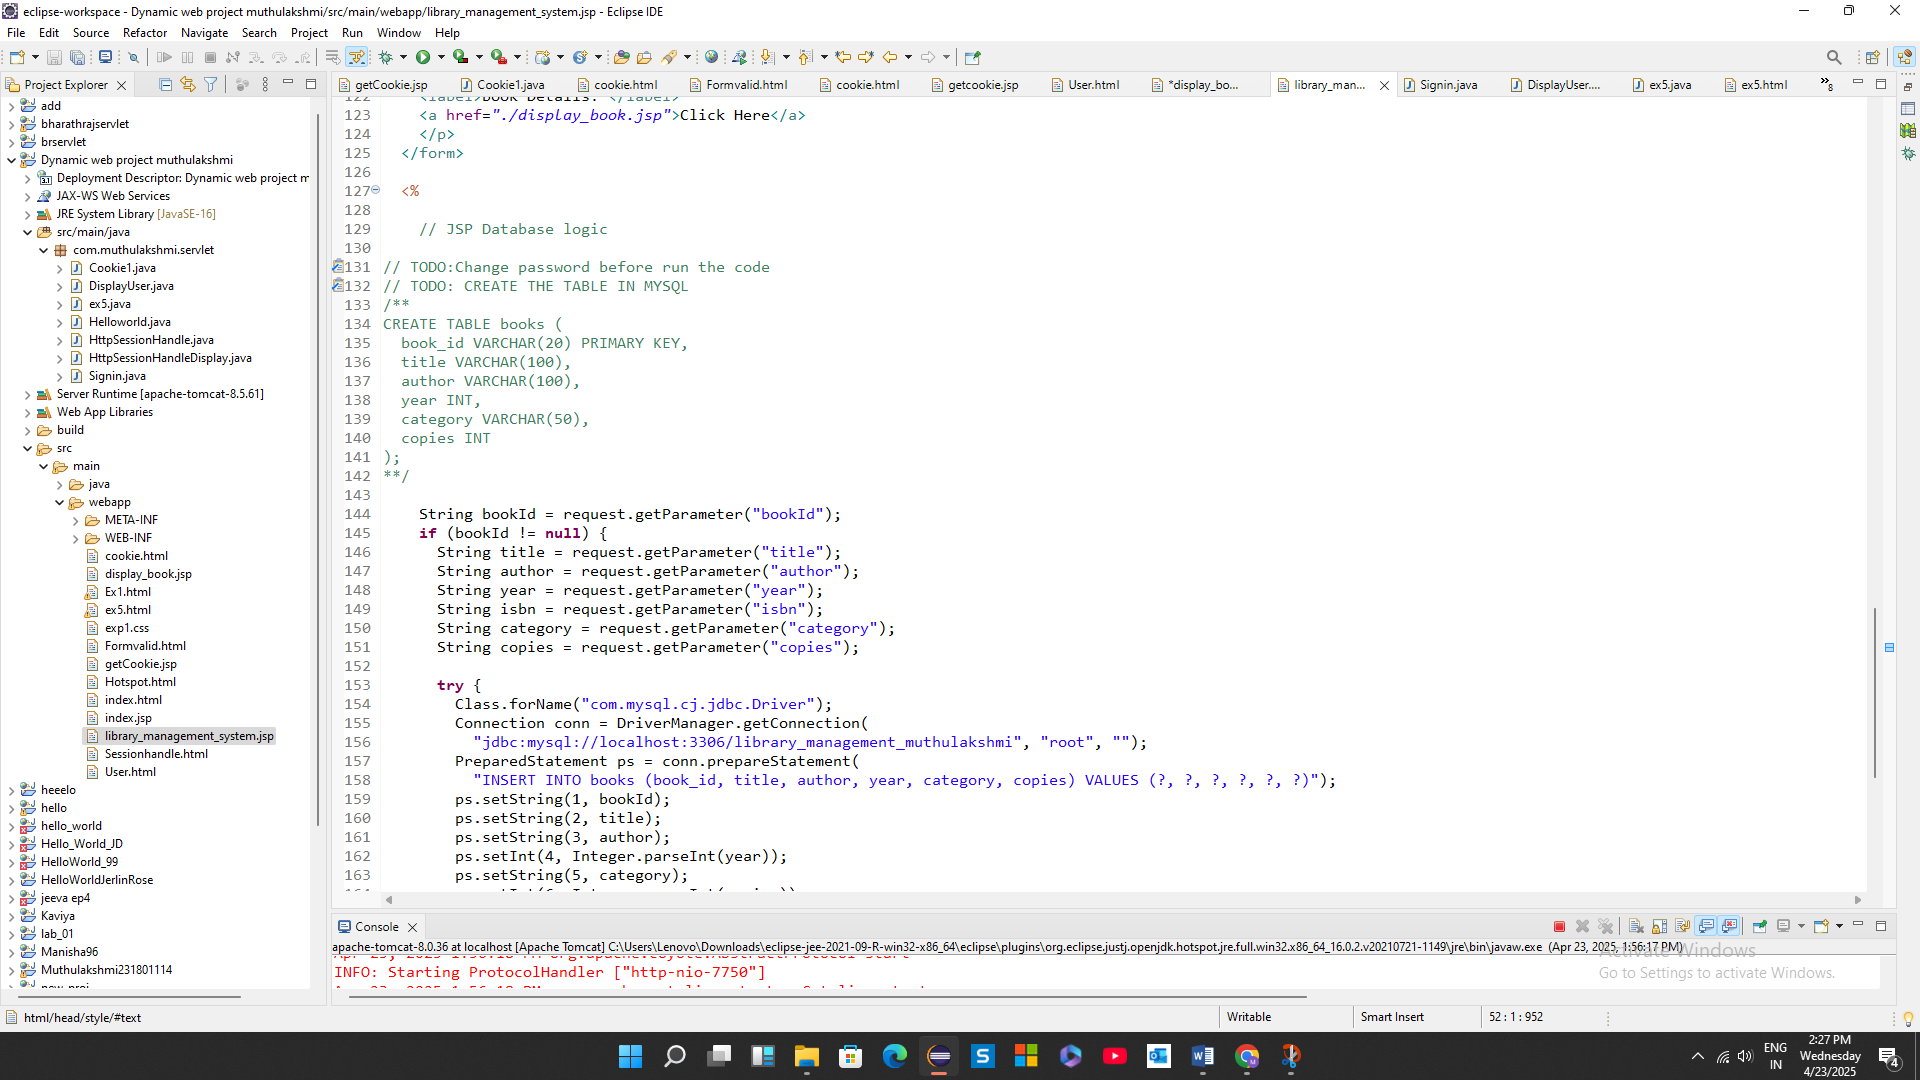 eclipse-workspace - Dynamic web project muthulakshmi/src/main/webapp/library_management_system.jsp - Eclipse IDE
File Edit Source Refactor Navigate Search Project Run Window Help
Project Explorer
getCookie.jsp Cookie1.java cookie.html Formvalid.html cookie.html getcookie.jsp User.html *display_bo... library_man... Signin.java DisplayUser.... ex5.java ex5.html »8
add
bharathrajservlet
brservlet
Dynamic web project muthulakshmi
Deployment Descriptor: Dynamic web project m
JAX-WS Web Services
JRE System Library [JavaSE-16]
src/main/java
com.muthulakshmi.servlet
Cookie1.java
DisplayUser.java
ex5.java
Helloworld.java
HttpSessionHandle.java
HttpSessionHandleDisplay.java
Signin.java
Server Runtime [apache-tomcat-8.5.61]
Web App Libraries
build
src
main
java
webapp
META-INF
WEB-INF
cookie.html
display_book.jsp
Ex1.html
ex5.html
exp1.css
Formvalid.html
getCookie.jsp
Hotspot.html
index.html
index.jsp
library_management_system.jsp
Sessionhandle.html
User.html
heeelo
hello
hello_world
Hello_World_JD
HelloWorld_99
HelloWorldJerlinRose
jeeva ep4
Kaviya
lab_01
Manisha96
Muthulakshmi231801114
new_proj
122 <label>Book Details: </label>
123 <a href="./display_book.jsp">Click Here</a>
124 </p>
125 </form>
126
127 <%
128
129 // JSP Database logic
130
131 // TODO:Change password before run the code
132 // TODO: CREATE THE TABLE IN MYSQL
133 /**
134 CREATE TABLE books (
135 book_id VARCHAR(20) PRIMARY KEY,
136 title VARCHAR(100),
137 author VARCHAR(100),
138 year INT,
139 category VARCHAR(50),
140 copies INT
141 );
142 **/
143
144 String bookId = request.getParameter("bookId");
145 if (bookId != null) {
146 String title = request.getParameter("title");
147 String author = request.getParameter("author");
148 String year = request.getParameter("year");
149 String isbn = request.getParameter("isbn");
150 String category = request.getParameter("category");
151 String copies = request.getParameter("copies");
152
153 try {
154 Class.forName("com.mysql.cj.jdbc.Driver");
155 Connection conn = DriverManager.getConnection(
156 "jdbc:mysql://localhost:3306/library_management_muthulakshmi", "root", "");
157 PreparedStatement ps = conn.prepareStatement(
158 "INSERT INTO books (book_id, title, author, year, category, copies) VALUES (?, ?, ?, ?, ?, ?)");
159 ps.setString(1, bookId);
160 ps.setString(2, title);
161 ps.setString(3, author);
162 ps.setInt(4, Integer.parseInt(year));
163 ps.setString(5, category);
Console
apache-tomcat-8.0.36 at localhost [Apache Tomcat] C:\Users\Lenovo\Downloads\eclipse-jee-2021-09-R-win32-x86_64\eclipse\plugins\org.eclipse.justj.openjdk.hotspot.jre.full.win32.x86_64_16.0.2.v20210721-1149\jre\bin\javaw.exe (Apr 23, 2025, 1:56:17 PM)
INFO: Starting ProtocolHandler ["http-nio-7750"]
Activate Windows
Go to Settings to activate Windows.
html/head/style/#text
Writable
Smart Insert
52 : 1 : 952
ENG
IN
2:27 PM
Wednesday
4/23/2025
4